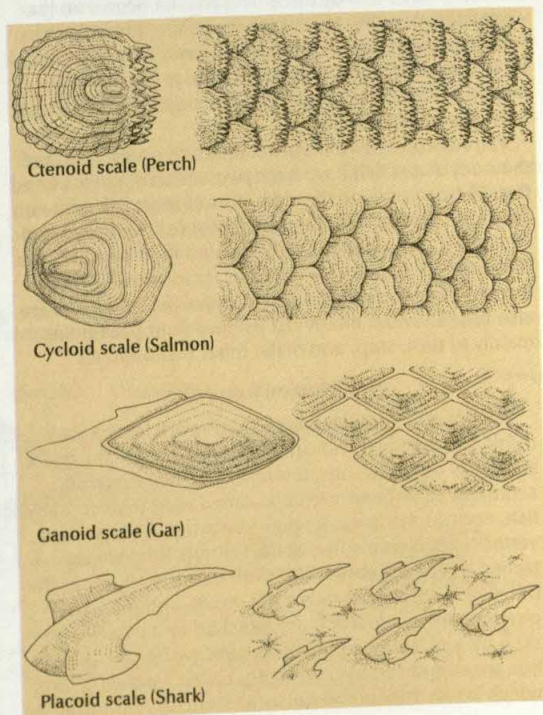 Ctenoid scale (Perch)
Cycloid scale (Salmon)
Ganoid scale (Gar)
Placoid scale (Shark)